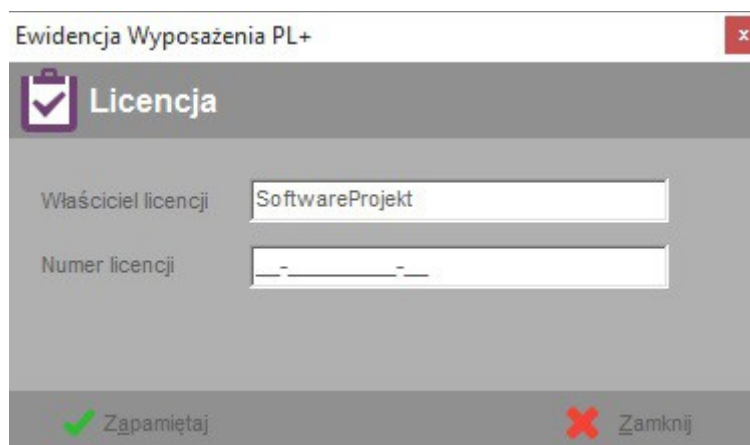 Ewidencja Wyposażenia PL+
x
Licencja
Właściciel licencji SoftwareProjekt
Numer licencji __-_________-__
Zapamiętaj Zamknij